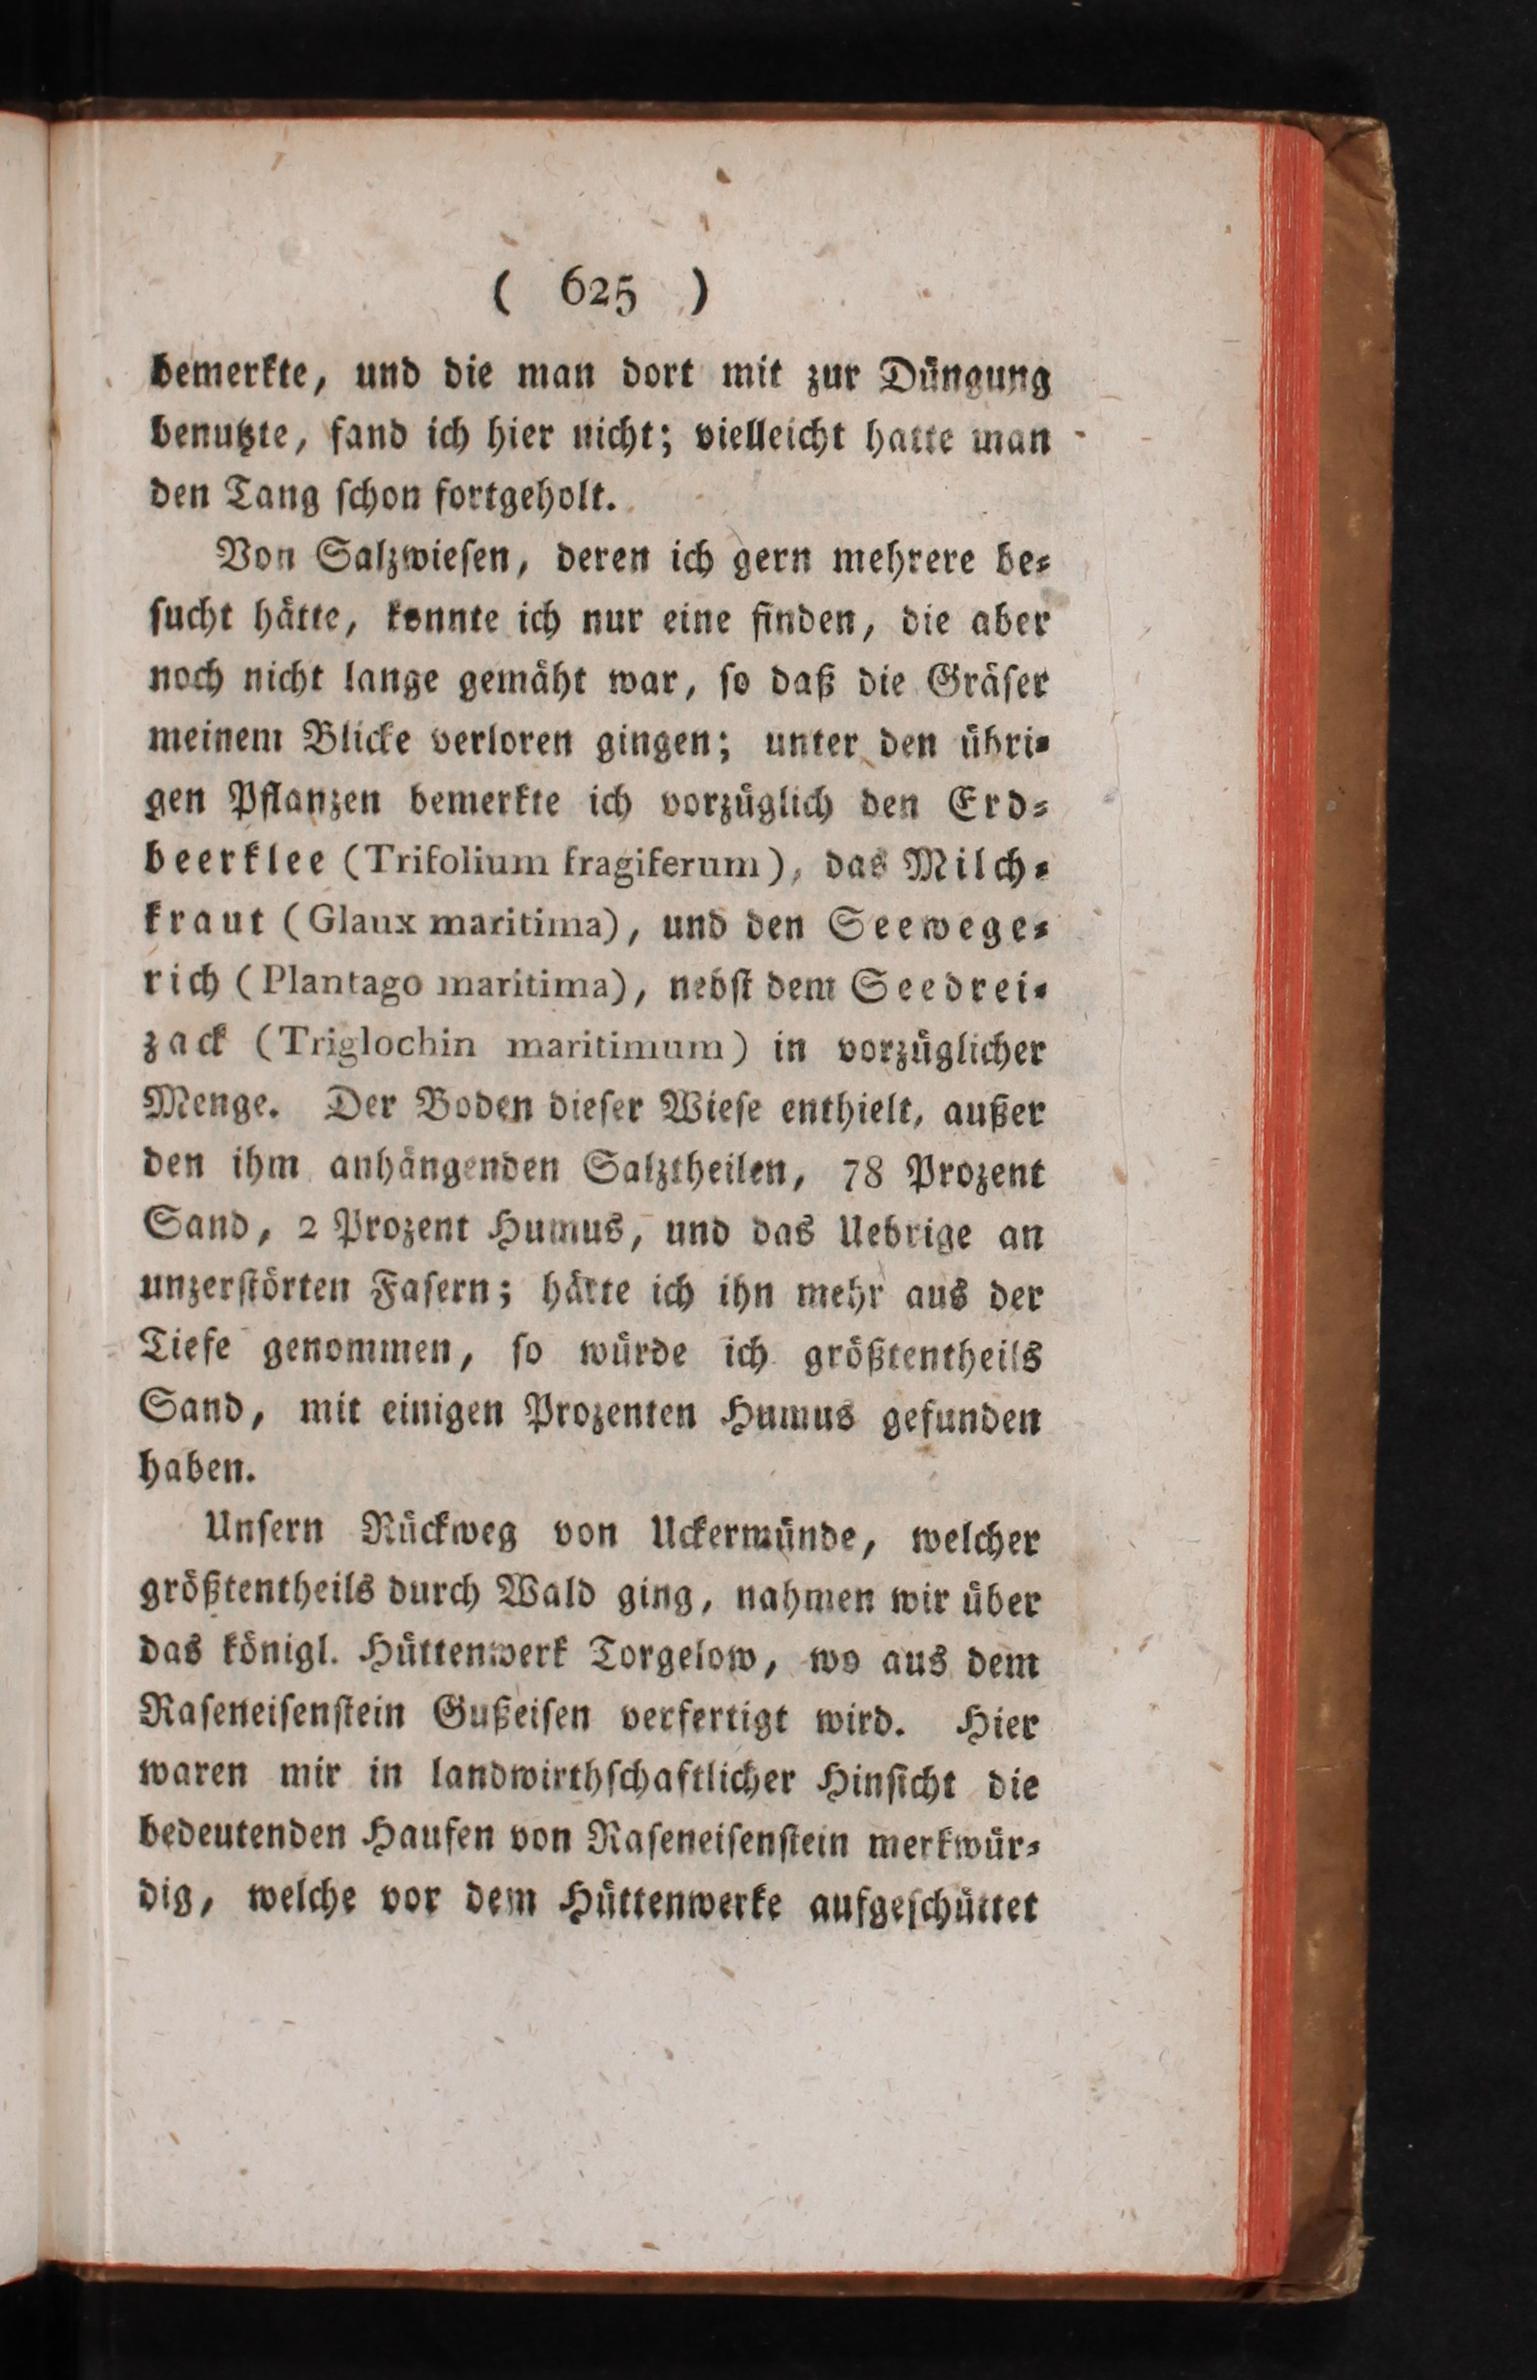 ( 625 )
bemerkte, und die man dort mit zur Düngung
benutzte, fand ich hier nicht; vielleicht hatte man
den Tang ſchon fortgeholt.
Von Salzwieſen, deren ich gern mehrere be⸗
ſucht hätte, konnte ich nur eine finden, die aber
noch nicht lange gemäht war, ſo daß die Gräſer
meinem Blicke verloren gingen; unter den übri⸗
gen Pflanzen bemerkte ich vorzüglich den Erd⸗
beerklee (Trifolium fragiferum), das Milch⸗
kraut (Glaux maritima), und den Seewege⸗
rich (Plantago maritima), nebſt dem Seedrei⸗
zack (Triglochin maritimum) in vorzüglicher
Menge. Der Boden dieſer Wieſe enthielt, außer
den ihm anhängenden Salztheilen, 78 Prozent
Sand, 2 Prozent Humus, und das Uebrige an
unzerſtörten Faſern; hätte ich ihn mehr aus der
Tiefe genommen, ſo würde ich größtentheils
Sand, mit einigen Prozenten Humus gefunden
haben.
Unſern Rückweg von Uckermünde, welcher
größtentheils durch Wald ging, nahmen wir über
das königl. Hüttenwerk Torgelow, wo aus dem
Raſeneiſenſtein Gußeiſen verfertigt wird. Hier
waren mir in landwirthſchaftlicher Hinſicht die
bedeutenden Haufen von Raſeneiſenſtein merkwür⸗
dig, welche vor dem Hüttenwerke aufgeſchüttet